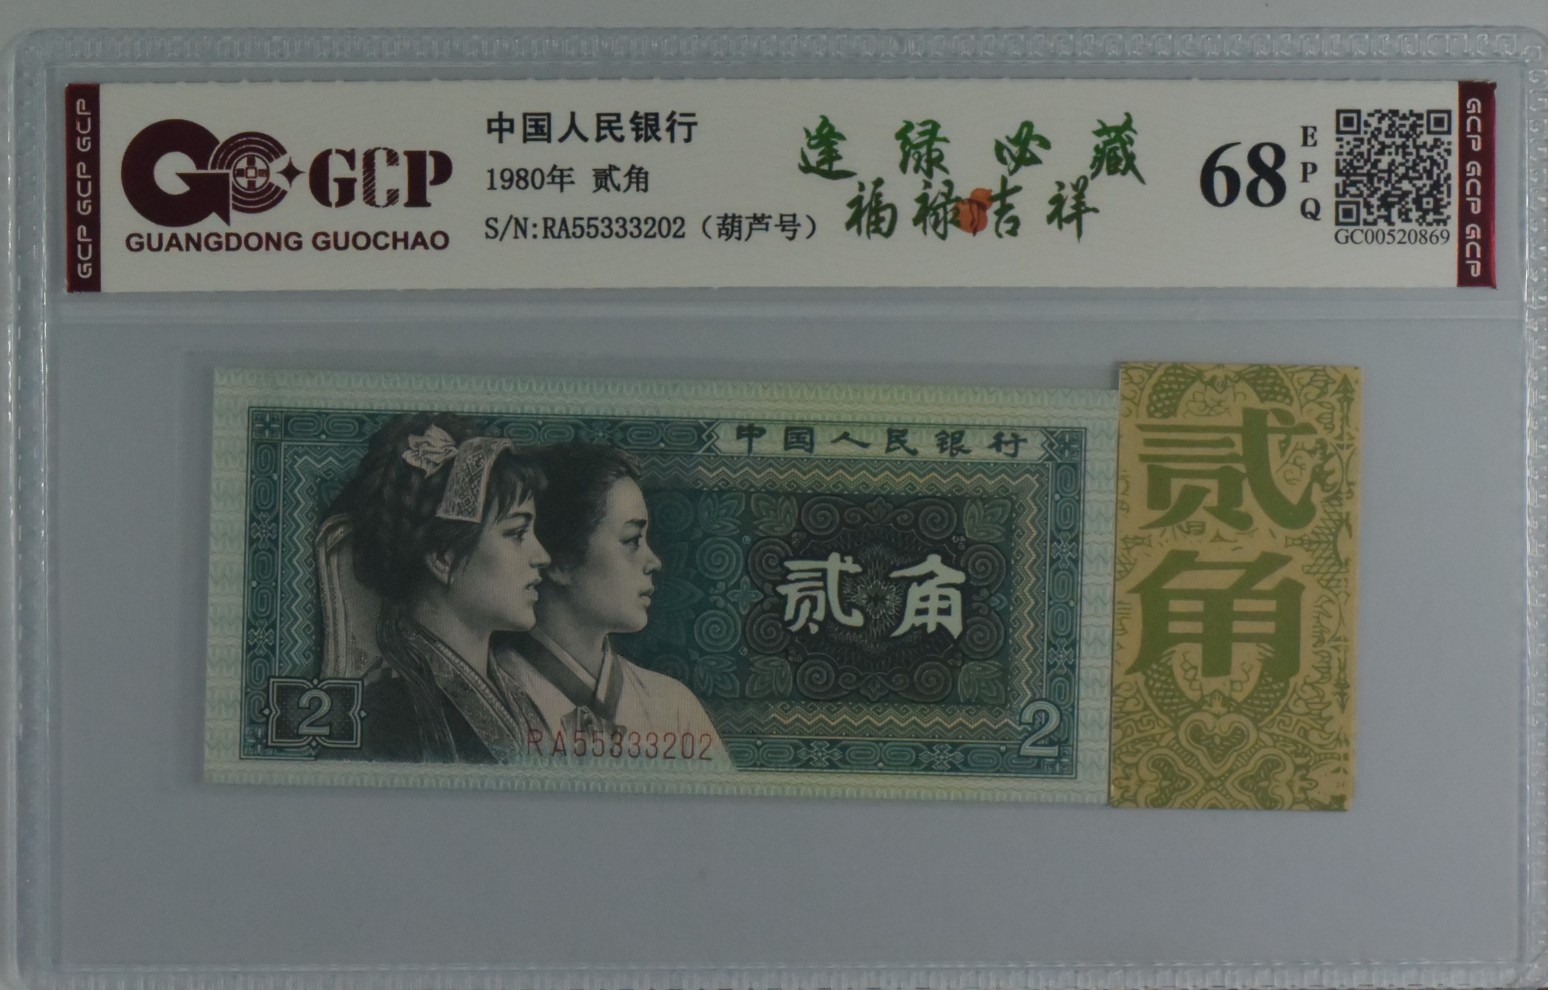 GCP GCP GCP
GCP
GUANGDONG GUOCHAO
中国人民银行
1980年 贰角
S/N:RA55333202（葫芦号）
逢绿必藏
福禄吉祥
68
EPQ
GC00520869
GCP GCP GCP
中国人民银行
贰角
2
RA55333202
2
贰角